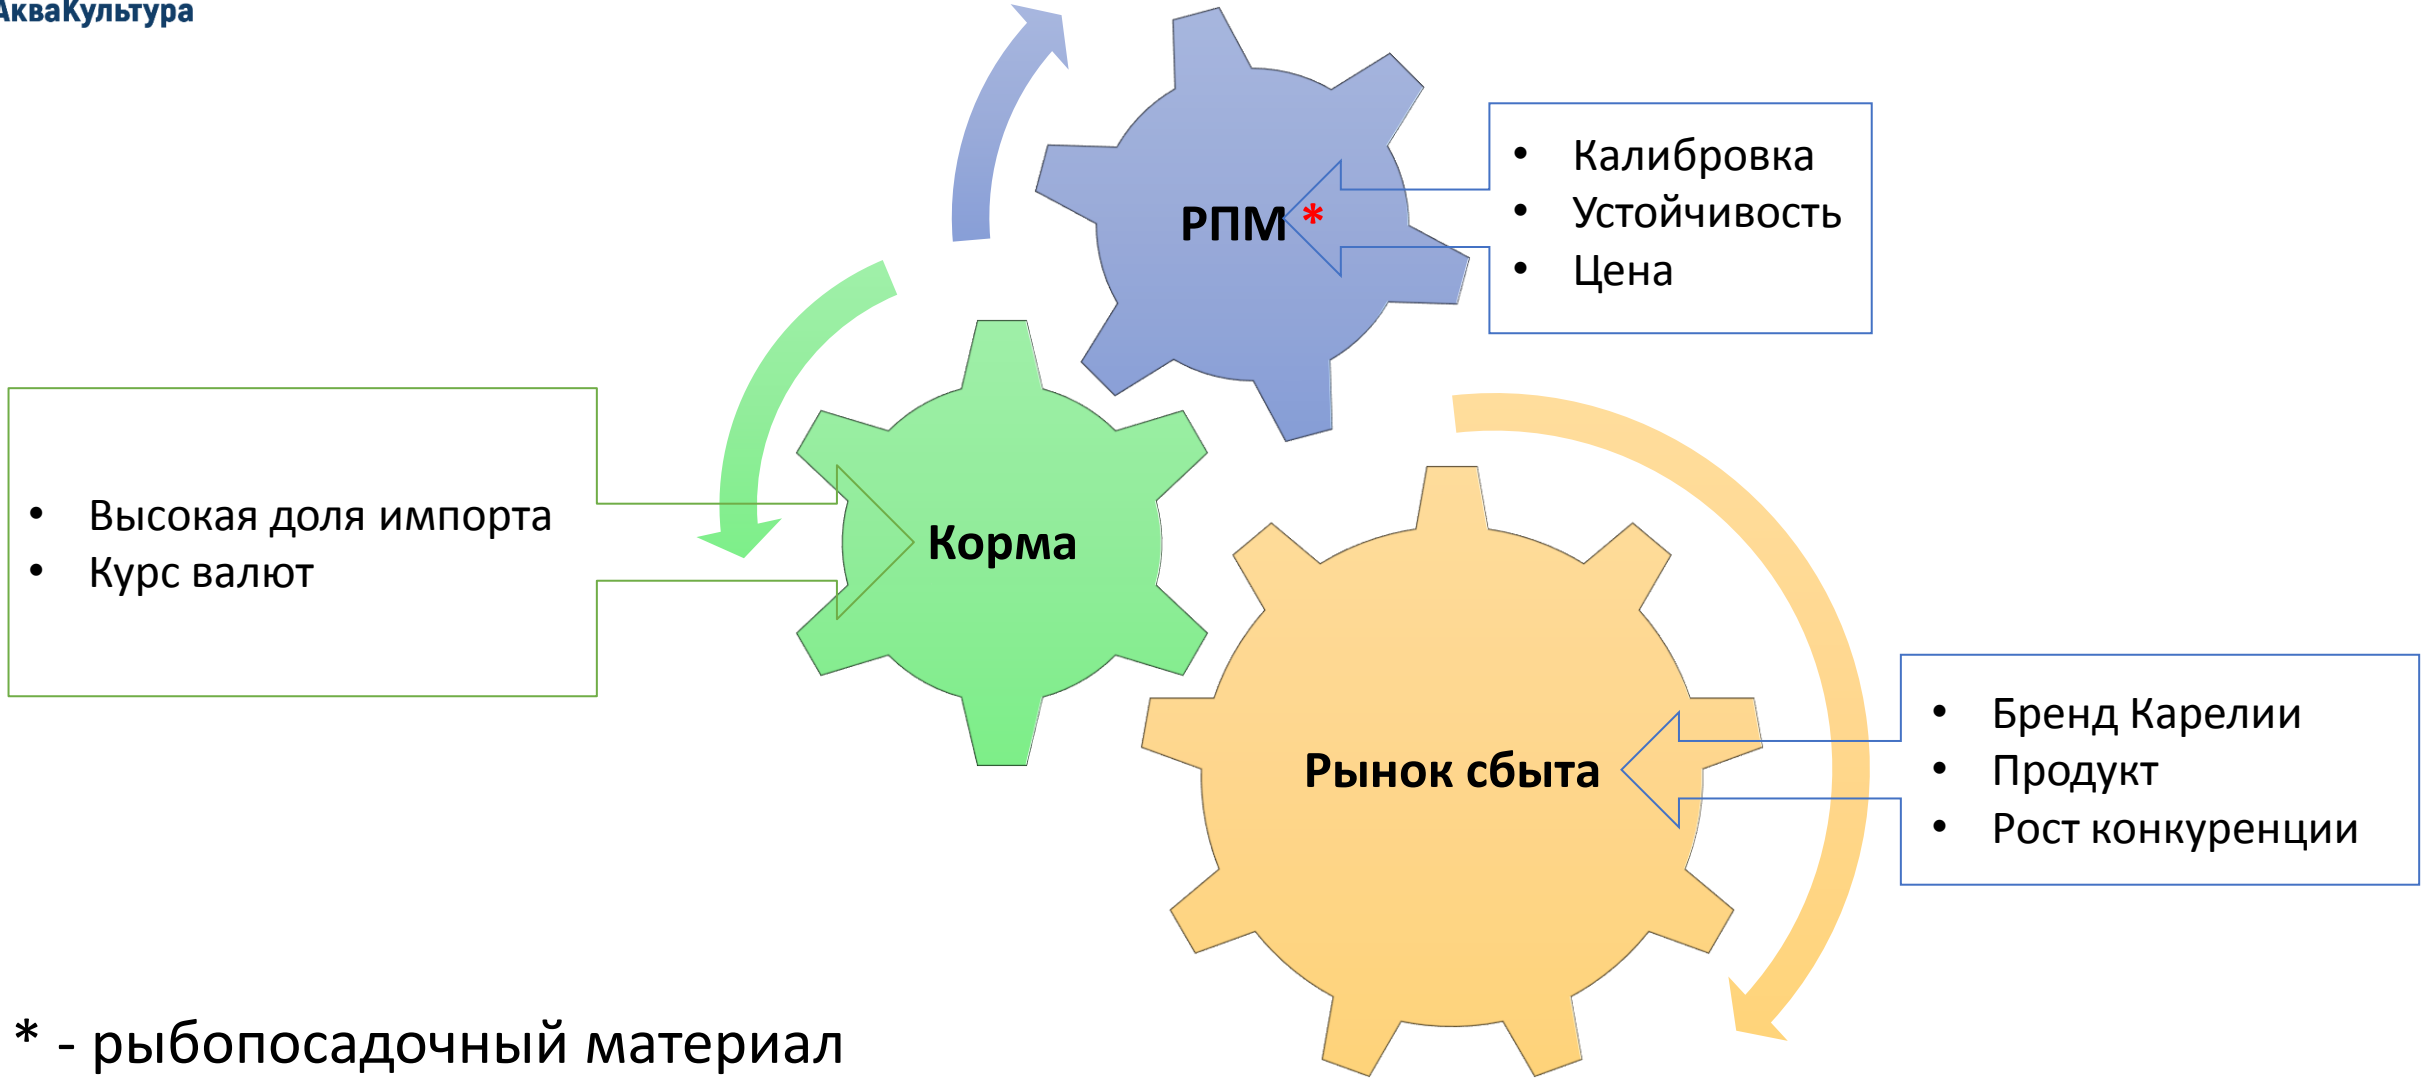 АкваКультура
РПМ *
• Калибровка
• Устойчивость
• Цена
• Высокая доля импорта
• Курс валют
Корма
Рынок сбыта
• Бренд Карелии
• Продукт
• Рост конкуренции
* - рыбопосадочный материал